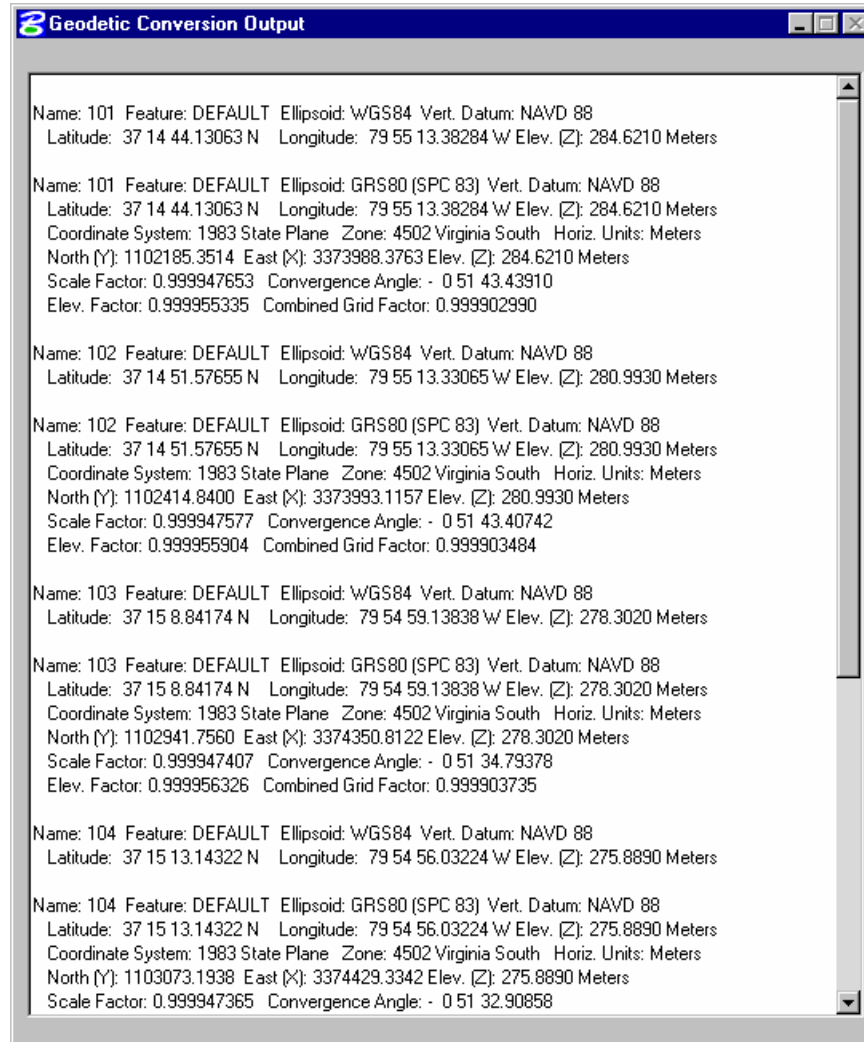 Geodetic Conversion Output
Name: 101 Feature: DEFAULT Ellipsoid: WGS84 Vert. Datum: NAVD 88
Latitude: 37 14 44.13063 N Longitude: 79 55 13.38284 W Elev. (Z): 284.6210 Meters
Name: 101 Feature: DEFAULT Ellipsoid: GRS80 (SPC 83) Vert. Datum: NAVD 88
Latitude: 37 14 44.13063 N Longitude: 79 55 13.38284 W Elev. (Z): 284.6210 Meters
Coordinate System: 1983 State Plane Zone: 4502 Virginia South Horiz. Units: Meters
North (Y): 1102185.3514 East (X): 3373988.3763 Elev. (Z): 284.6210 Meters
Scale Factor: 0.999947653 Convergence Angle: - 0 51 43.43910
Elev. Factor: 0.999955335 Combined Grid Factor: 0.999902990
Name: 102 Feature: DEFAULT Ellipsoid: WGS84 Vert. Datum: NAVD 88
Latitude: 37 14 51.57655 N Longitude: 79 55 13.33065 W Elev. (Z): 280.9930 Meters
Name: 102 Feature: DEFAULT Ellipsoid: GRS80 (SPC 83) Vert. Datum: NAVD 88
Latitude: 37 14 51.57655 N Longitude: 79 55 13.33065 W Elev. (Z): 280.9930 Meters
Coordinate System: 1983 State Plane Zone: 4502 Virginia South Horiz. Units: Meters
North (Y): 1102414.8400 East (X): 3373993.1157 Elev. (Z): 280.9930 Meters
Scale Factor: 0.999947577 Convergence Angle: - 0 51 43.40742
Elev. Factor: 0.999955904 Combined Grid Factor: 0.999903484
Name: 103 Feature: DEFAULT Ellipsoid: WGS84 Vert. Datum: NAVD 88
Latitude: 37 15 8.84174 N Longitude: 79 54 59.13838 W Elev. (Z): 278.3020 Meters
Name: 103 Feature: DEFAULT Ellipsoid: GRS80 (SPC 83) Vert. Datum: NAVD 88
Latitude: 37 15 8.84174 N Longitude: 79 54 59.13838 W Elev. (Z): 278.3020 Meters
Coordinate System: 1983 State Plane Zone: 4502 Virginia South Horiz. Units: Meters
North (Y): 1102941.7560 East (X): 3374350.8122 Elev. (Z): 278.3020 Meters
Scale Factor: 0.999947407 Convergence Angle: - 0 51 34.79378
Elev. Factor: 0.999956326 Combined Grid Factor: 0.999903735
Name: 104 Feature: DEFAULT Ellipsoid: WGS84 Vert. Datum: NAVD 88
Latitude: 37 15 13.14322 N Longitude: 79 54 56.03224 W Elev. (Z): 275.8890 Meters
Name: 104 Feature: DEFAULT Ellipsoid: GRS80 (SPC 83) Vert. Datum: NAVD 88
Latitude: 37 15 13.14322 N Longitude: 79 54 56.03224 W Elev. (Z): 275.8890 Meters
Coordinate System: 1983 State Plane Zone: 4502 Virginia South Horiz. Units: Meters
North (Y): 1103073.1938 East (X): 3374429.3342 Elev. (Z): 275.8890 Meters
Scale Factor: 0.999947365 Convergence Angle: - 0 51 32.90858